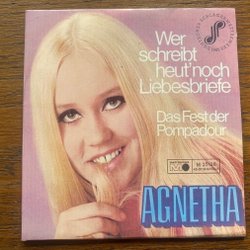 Wer
schreibt
heut' noch
Liebesbriefe
Das Fest der
Pompadour
AGNETHA